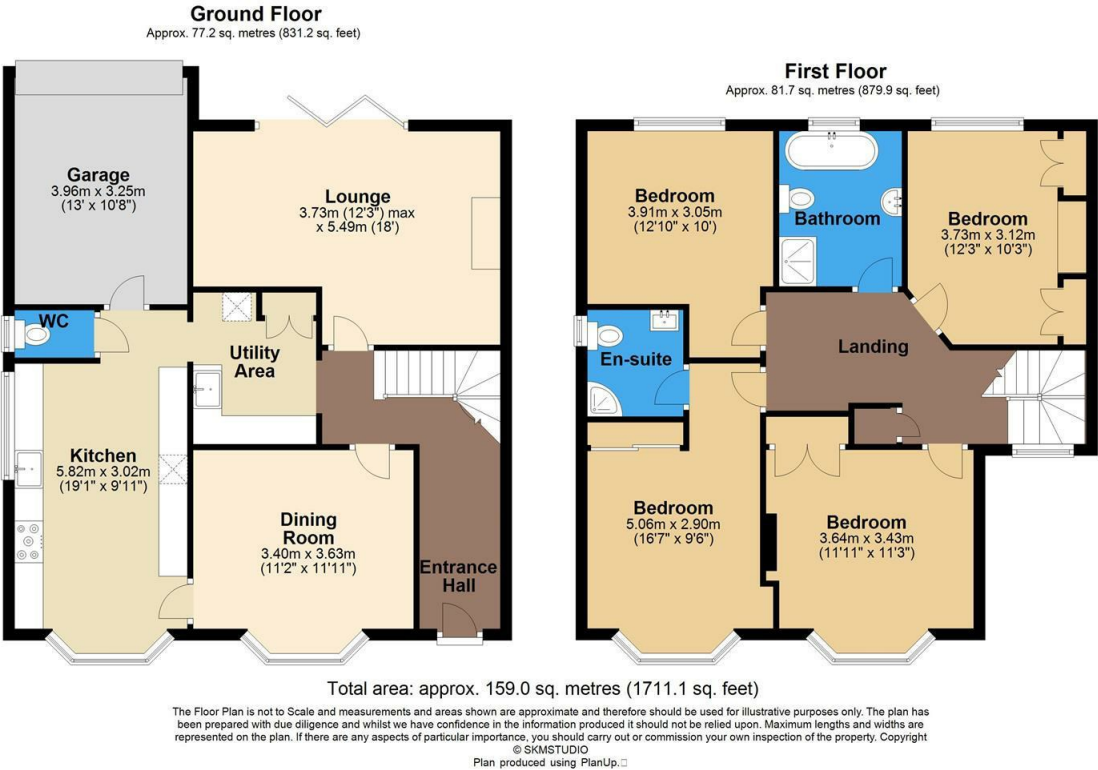 Ground Floor
Approx. 77.2 sq. metres (831.2 sq. feet)
First Floor
Approx. 81.7 sq. metres (879.9 sq. feet)
Garage
3.96m x 3.25m
(13' x 10'8")
Lounge
3.73m (12'3") max
x 5.49m (18')
WC
Utility
Area
Kitchen
5.82m x 3.02m
(19'1" x 9'11")
Dining
Room
3.40m x 3.63m
(11'2" x 11'11")
Entrance
Hall
Bedroom
3.91m x 3.05m
(12'10" x 10')
Bathroom
Bedroom
3.73m x 3.12m
(12'3" x 10'3")
En-suite
Landing
Bedroom
5.06m x 2.90m
(16'7" x 9'6")
Bedroom
3.64m x 3.43m
(11'11" x 11'3")
Total area: approx. 159.0 sq. metres (1711.1 sq. feet)
The Floor Plan is not to Scale and measurements and areas shown are approximate and therefore should be used for illustrative purposes only. The plan has
been prepared with due diligence and whilst we have confidence in the information produced it should not be relied upon. Maximum lengths and widths are
represented on the plan. If there are any aspects of particular importance, you should carry out or commission your own inspection of the property. Copyright
© SKMSTUDIO
Plan produced using PlanUp.